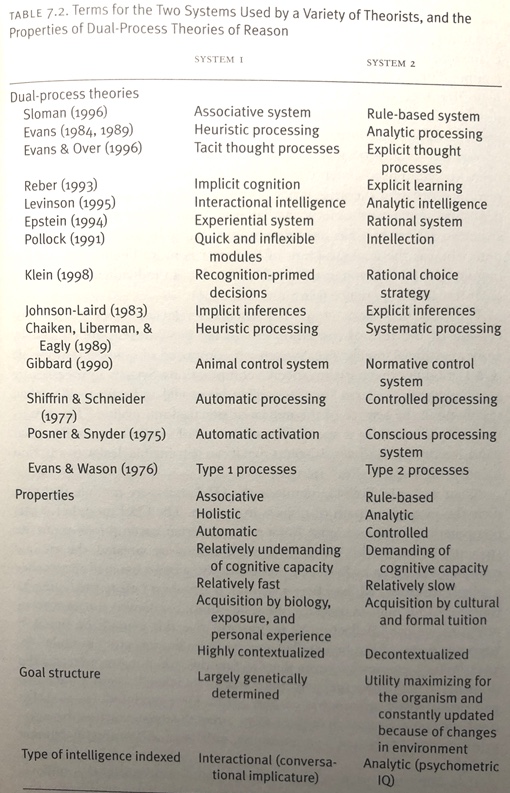 TABLE 7.2. Terms for the Two Systems Used by a Variety of Theorists, and the
Properties of Dual-Process Theories of Reason
SYSTEM 1 SYSTEM 2
Dual-process theories
Sloman (1996) Associative system Rule-based system
Evans (1984, 1989) Heuristic processing Analytic processing
Evans & Over (1996) Tacit thought processes Explicit thought
processes
Reber (1993) Implicit cognition Explicit learning
Levinson (1995) Interactional intelligence Analytic intelligence
Epstein (1994) Experiential system Rational system
Pollock (1991) Quick and inflexible Intellection
modules
Klein (1998) Recognition-primed Rational choice
decisions strategy
Johnson-Laird (1983) Implicit inferences Explicit inferences
Chaiken, Liberman, & Heuristic processing Systematic processing
Eagly (1989)
Gibbard (1990) Animal control system Normative control
system
Shiffrin & Schneider Automatic processing Controlled processing
(1977)
Posner & Snyder (1975) Automatic activation Conscious processing
system
Evans & Wason (1976) Type 1 processes Type 2 processes
Properties Associative Rule-based
Holistic Analytic
Automatic Controlled
Relatively undemanding Demanding of
of cognitive capacity cognitive capacity
Relatively fast Relatively slow
Acquisition by biology, Acquisition by cultural
exposure, and and formal tuition
personal experience
Highly contextualized Decontextualized
Goal structure Largely genetically Utility maximizing for
determined the organism and
constantly updated
because of changes
in environment
Type of intelligence indexed Interactional (conversa- Analytic (psychometric
tional implicature) IQ)